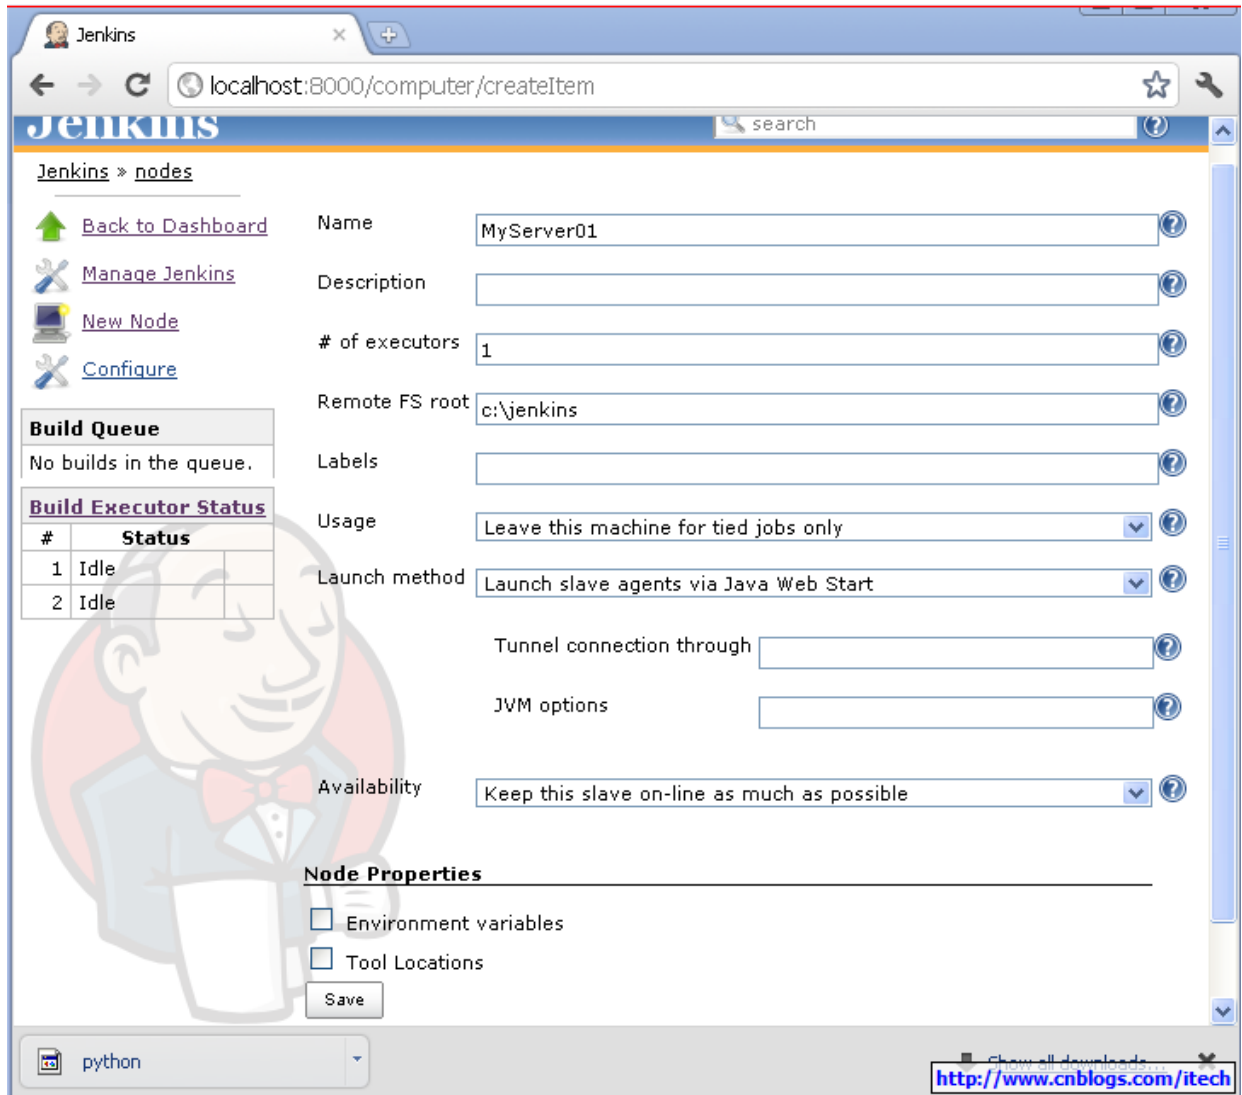 Jenkins
localhost:8000/computer/createItem
Jenkins
search
Jenkins » nodes
Back to Dashboard
Manage Jenkins
New Node
Configure
Build Queue
No builds in the queue.
Build Executor Status
# Status
1 Idle
2 Idle
Name MyServer01
Description
# of executors 1
Remote FS root c:\jenkins
Labels
Usage Leave this machine for tied jobs only
Launch method Launch slave agents via Java Web Start
Tunnel connection through
JVM options
Availability Keep this slave on-line as much as possible
Node Properties
Environment variables
Tool Locations
Save
python
Show all downloads...
http://www.cnblogs.com/itech